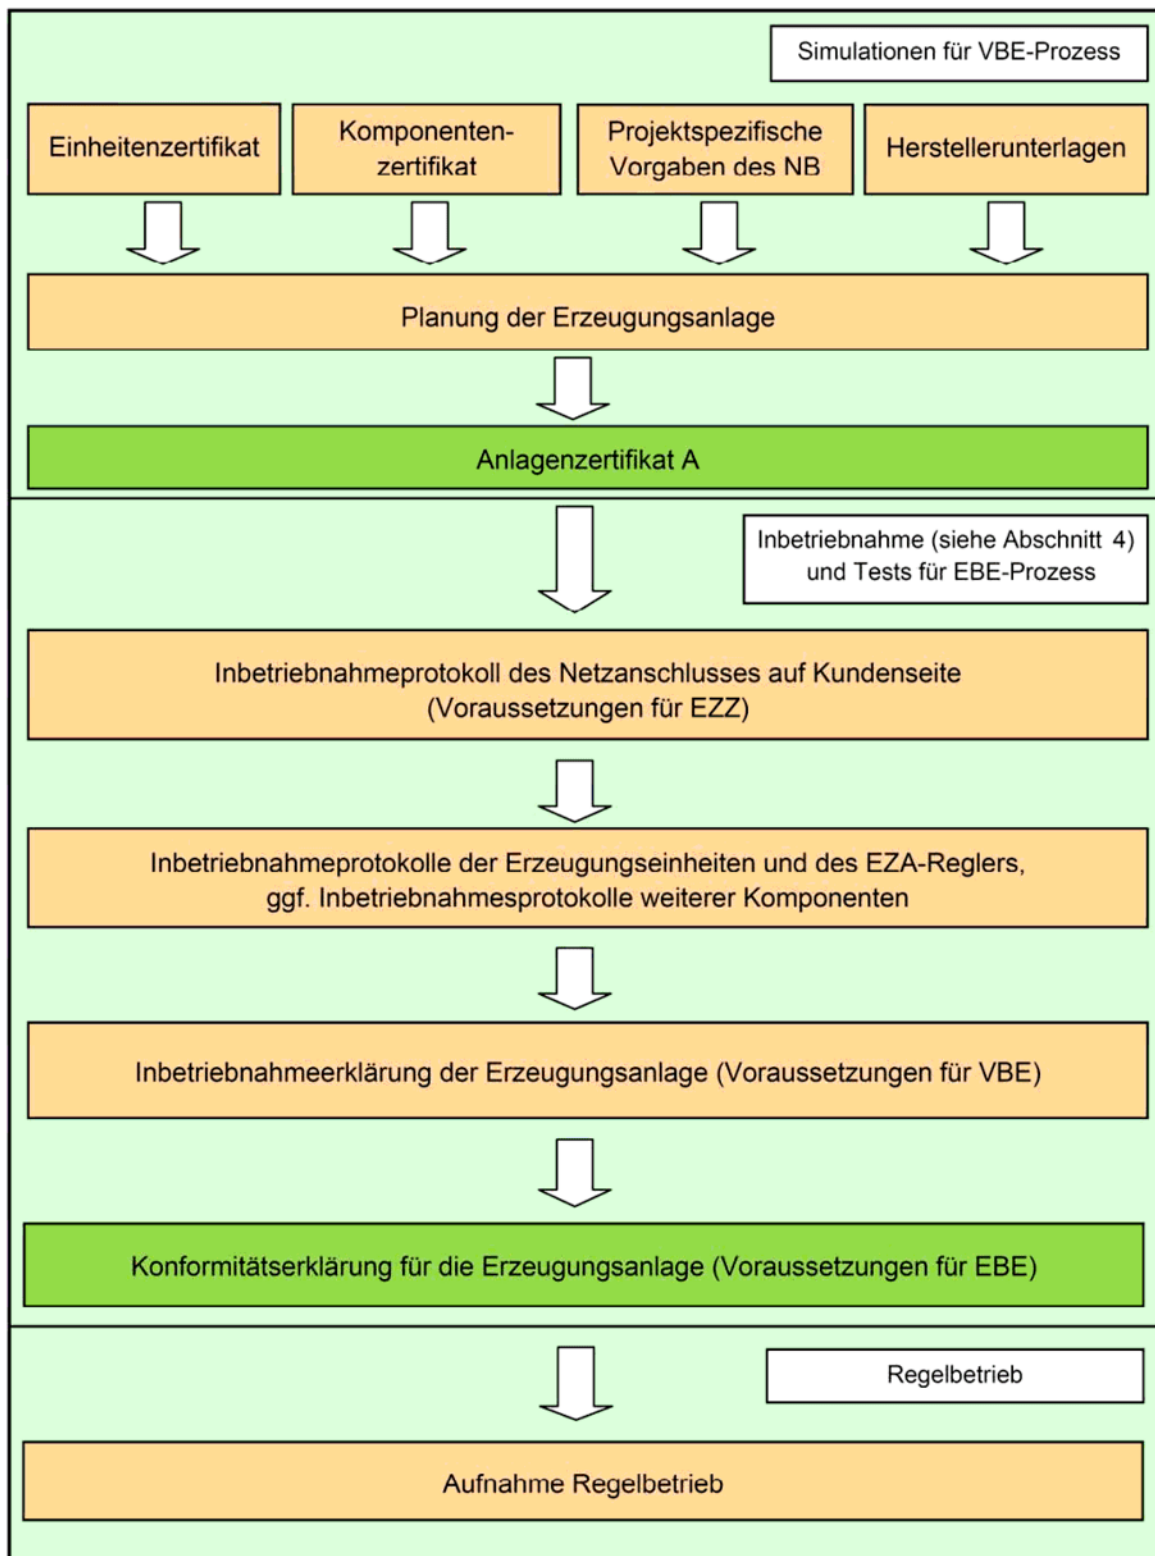 Simulationen für VBE-Prozess
Einheitenzertifikat
Komponenten-
zertifikat
Projektspezifische
Vorgaben des NB
Herstellerunterlagen
Planung der Erzeugungsanlage
Anlagenzertifikat A
Inbetriebnahme (siehe Abschnitt 4)
und Tests für EBE-Prozess
Inbetriebnahmeprotokoll des Netzanschlusses auf Kundenseite
(Voraussetzungen für EZZ)
Inbetriebnahmeprotokolle der Erzeugungseinheiten und des EZA-Reglers,
ggf. Inbetriebnahmesprotokolle weiterer Komponenten
Inbetriebnahmeerklärung der Erzeugungsanlage (Voraussetzungen für VBE)
Konformitätserklärung für die Erzeugungsanlage (Voraussetzungen für EBE)
Regelbetrieb
Aufnahme Regelbetrieb